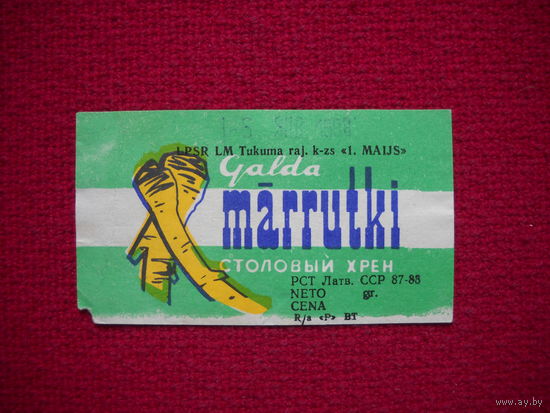 LPSR LM Tukuma raj. k-zs «1. MAIJS»
Galda
mārrutki
СТОЛОВЫЙ ХРЕН
РСТ Латв. ССР 87-83
NETO gr.
CENA
R/a «P» BT
www.ay.by